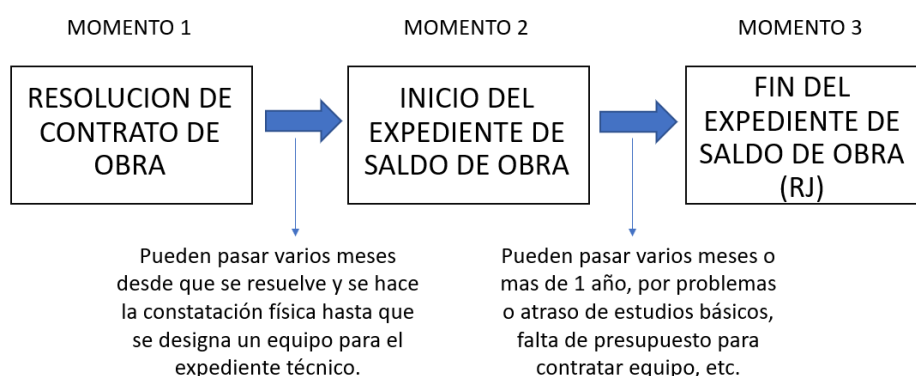 MOMENTO 1
MOMENTO 2
MOMENTO 3
RESOLUCION DE
CONTRATO DE
OBRA
INICIO DEL
EXPEDIENTE DE
SALDO DE OBRA
FIN DEL
EXPEDIENTE DE
SALDO DE OBRA
(RJ)
Pueden pasar varios meses
desde que se resuelve y se hace
la constatación física hasta que
se designa un equipo para el
expediente técnico.
Pueden pasar varios meses o
mas de 1 año, por problemas
o atraso de estudios básicos,
falta de presupuesto para
contratar equipo, etc.